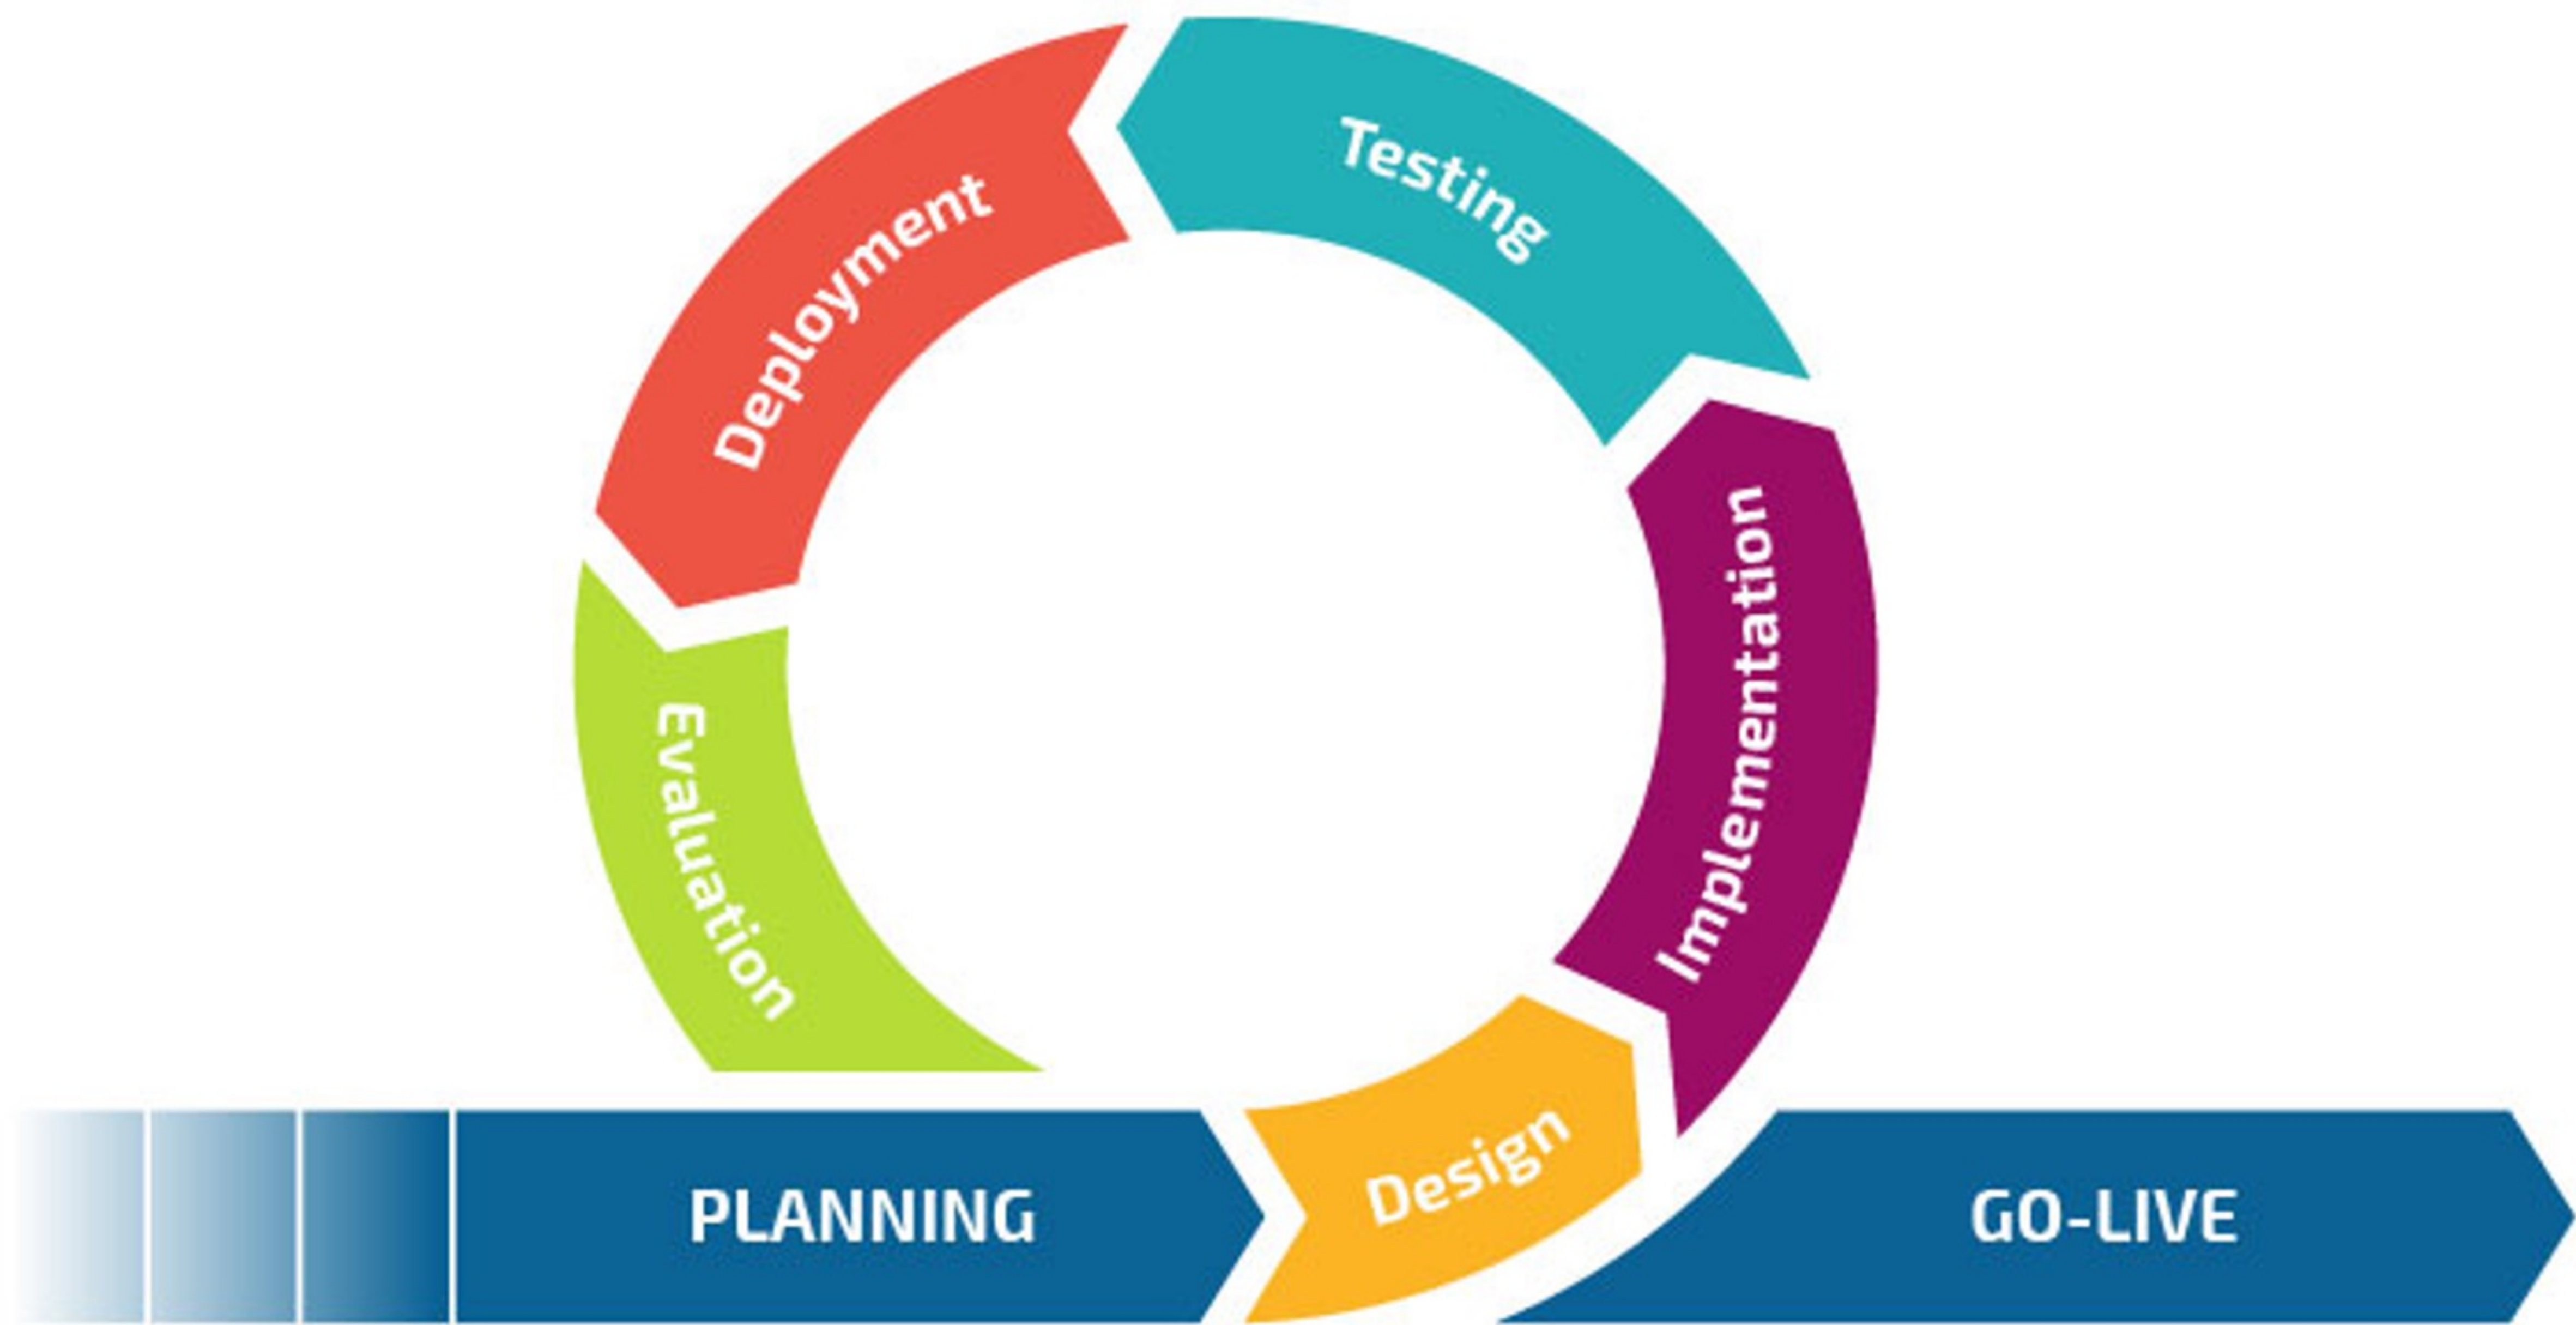 PLANNING
Design
Implementation
Testing
Deployment
Evaluation
GO-LIVE